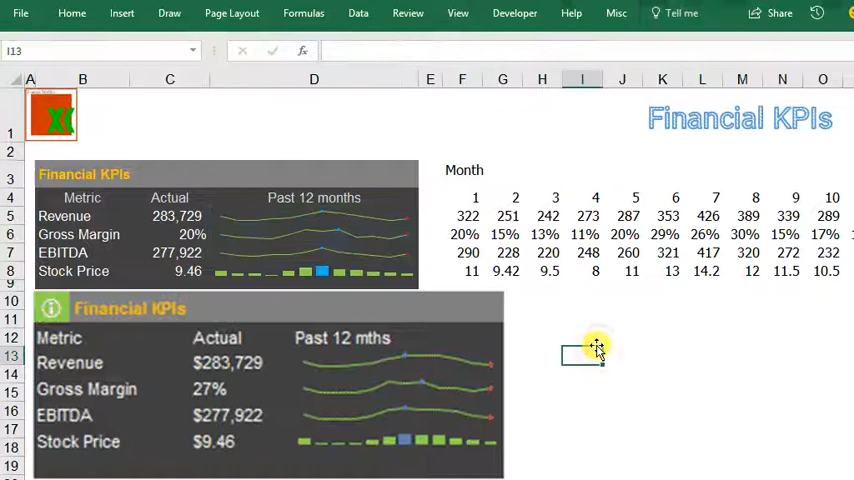 File Home Insert Draw Page Layout Formulas Data Review View Developer Help Misc Tell me Share
I13 fx
A B C D E F G H I J K L M N O
1 Financial KPIs
2
3 Financial KPIs Month
4 Metric Actual Past 12 months 1 2 3 4 5 6 7 8 9 10
5 Revenue 283,729 322 251 242 273 287 353 426 389 339 289
6 Gross Margin 20% 20% 15% 13% 11% 20% 29% 26% 30% 15% 17%
7 EBITDA 277,922 290 228 220 248 260 321 417 320 272 232
8 Stock Price 9.46 11 9.42 9.5 8 11 13 14.2 12 11.5 10.5
9
10 Financial KPIs
11
12 Metric Actual Past 12 mths
13 Revenue $283,729
14
15 Gross Margin 27%
16 EBITDA $277,922
17
18 Stock Price $9.46
19